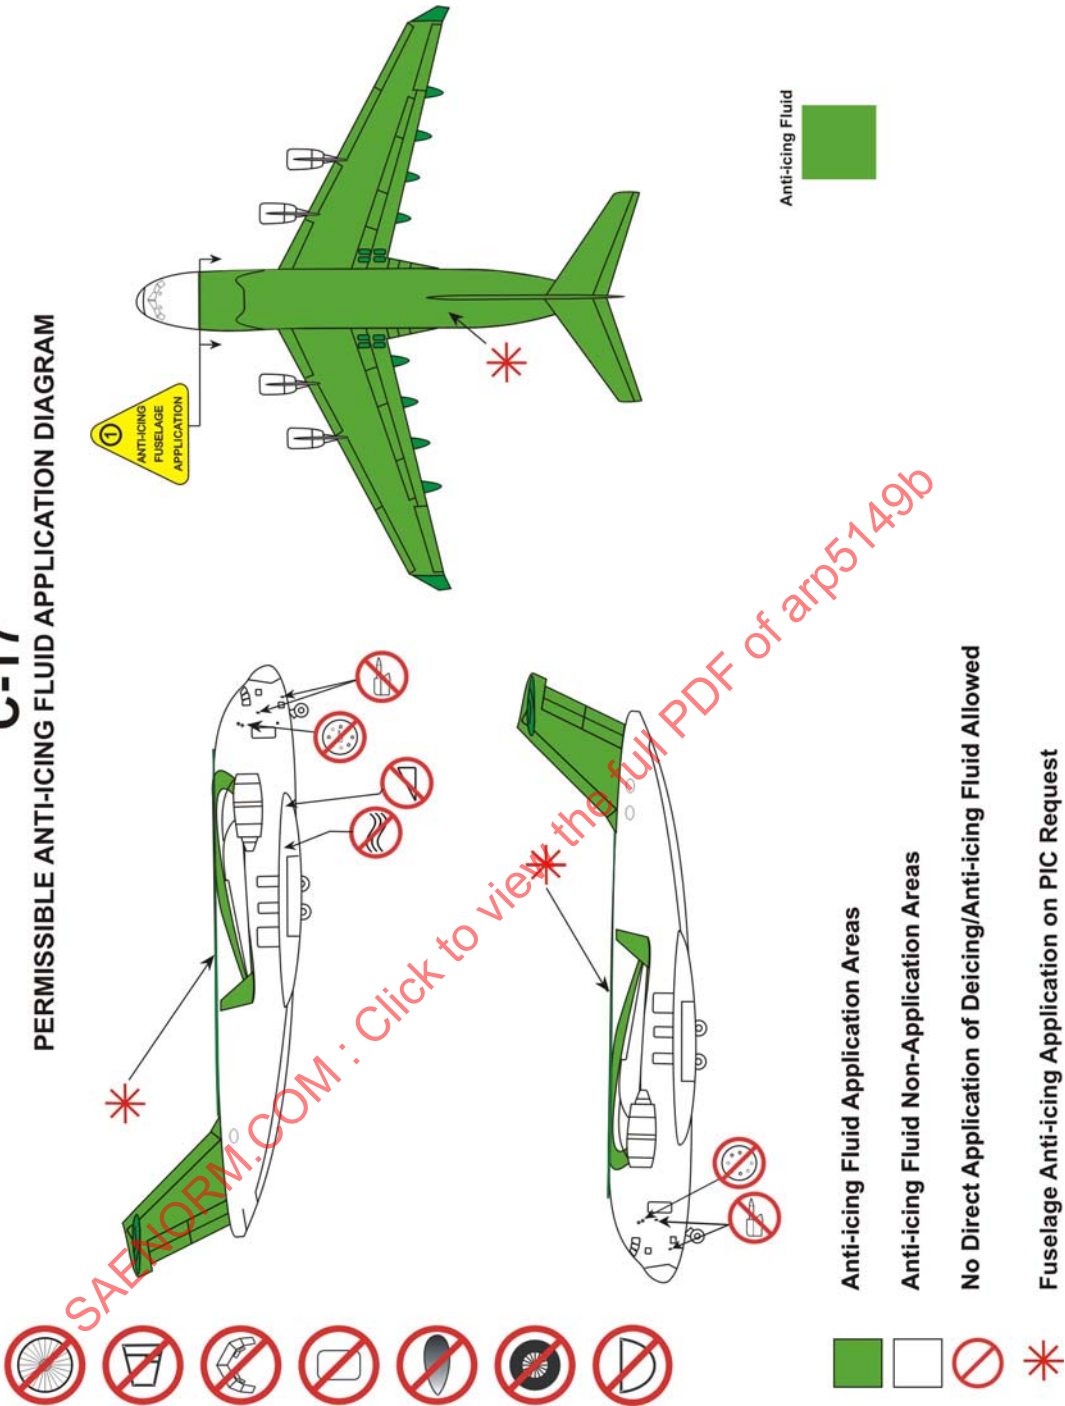 C-17
PERMISSIBLE ANTI-ICING FLUID APPLICATION DIAGRAM
1
ANTI-ICING
FUSELAGE
APPLICATION
Anti-icing Fluid
Anti-icing Fluid Application Areas
Anti-icing Fluid Non-Application Areas
No Direct Application of Deicing/Anti-icing Fluid Allowed
Fuselage Anti-icing Application on PIC Request
SAENORM.COM : Click to view the full PDF of arp5149b